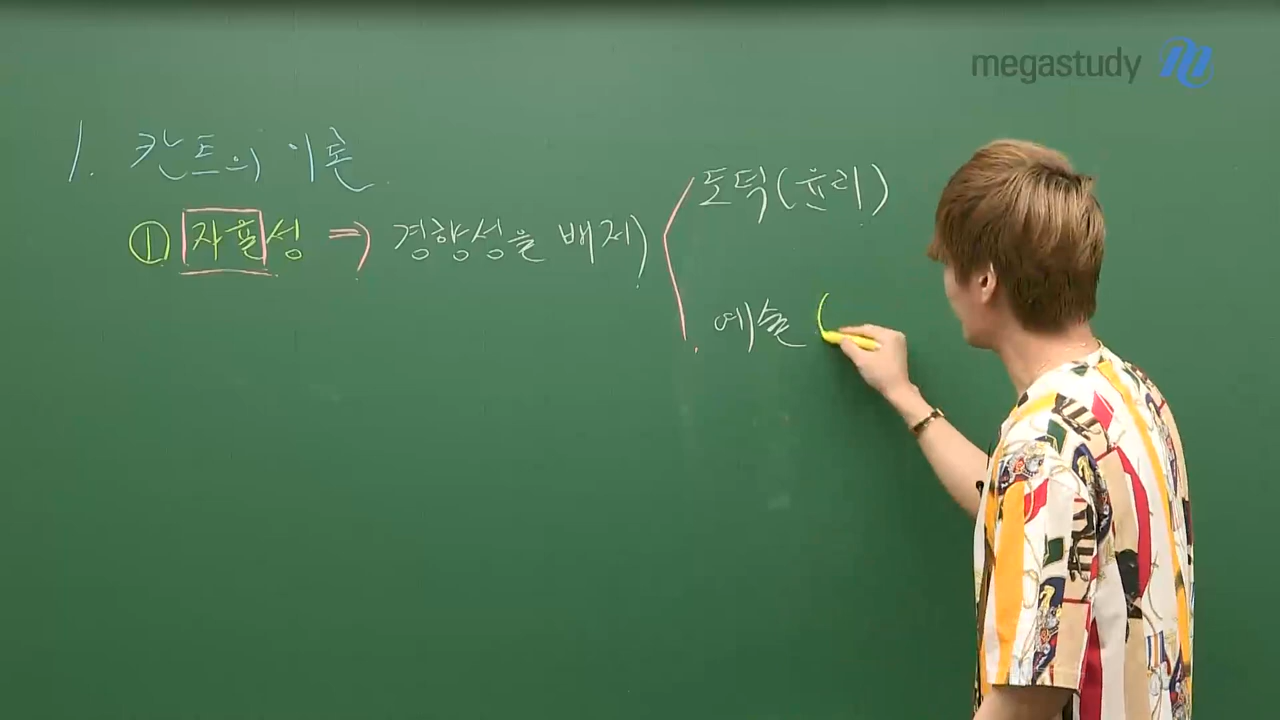 megastudy
1. 칸트의 이론
① 자율성 ⇒ 경향성을 배제
도덕(윤리)
예술 (